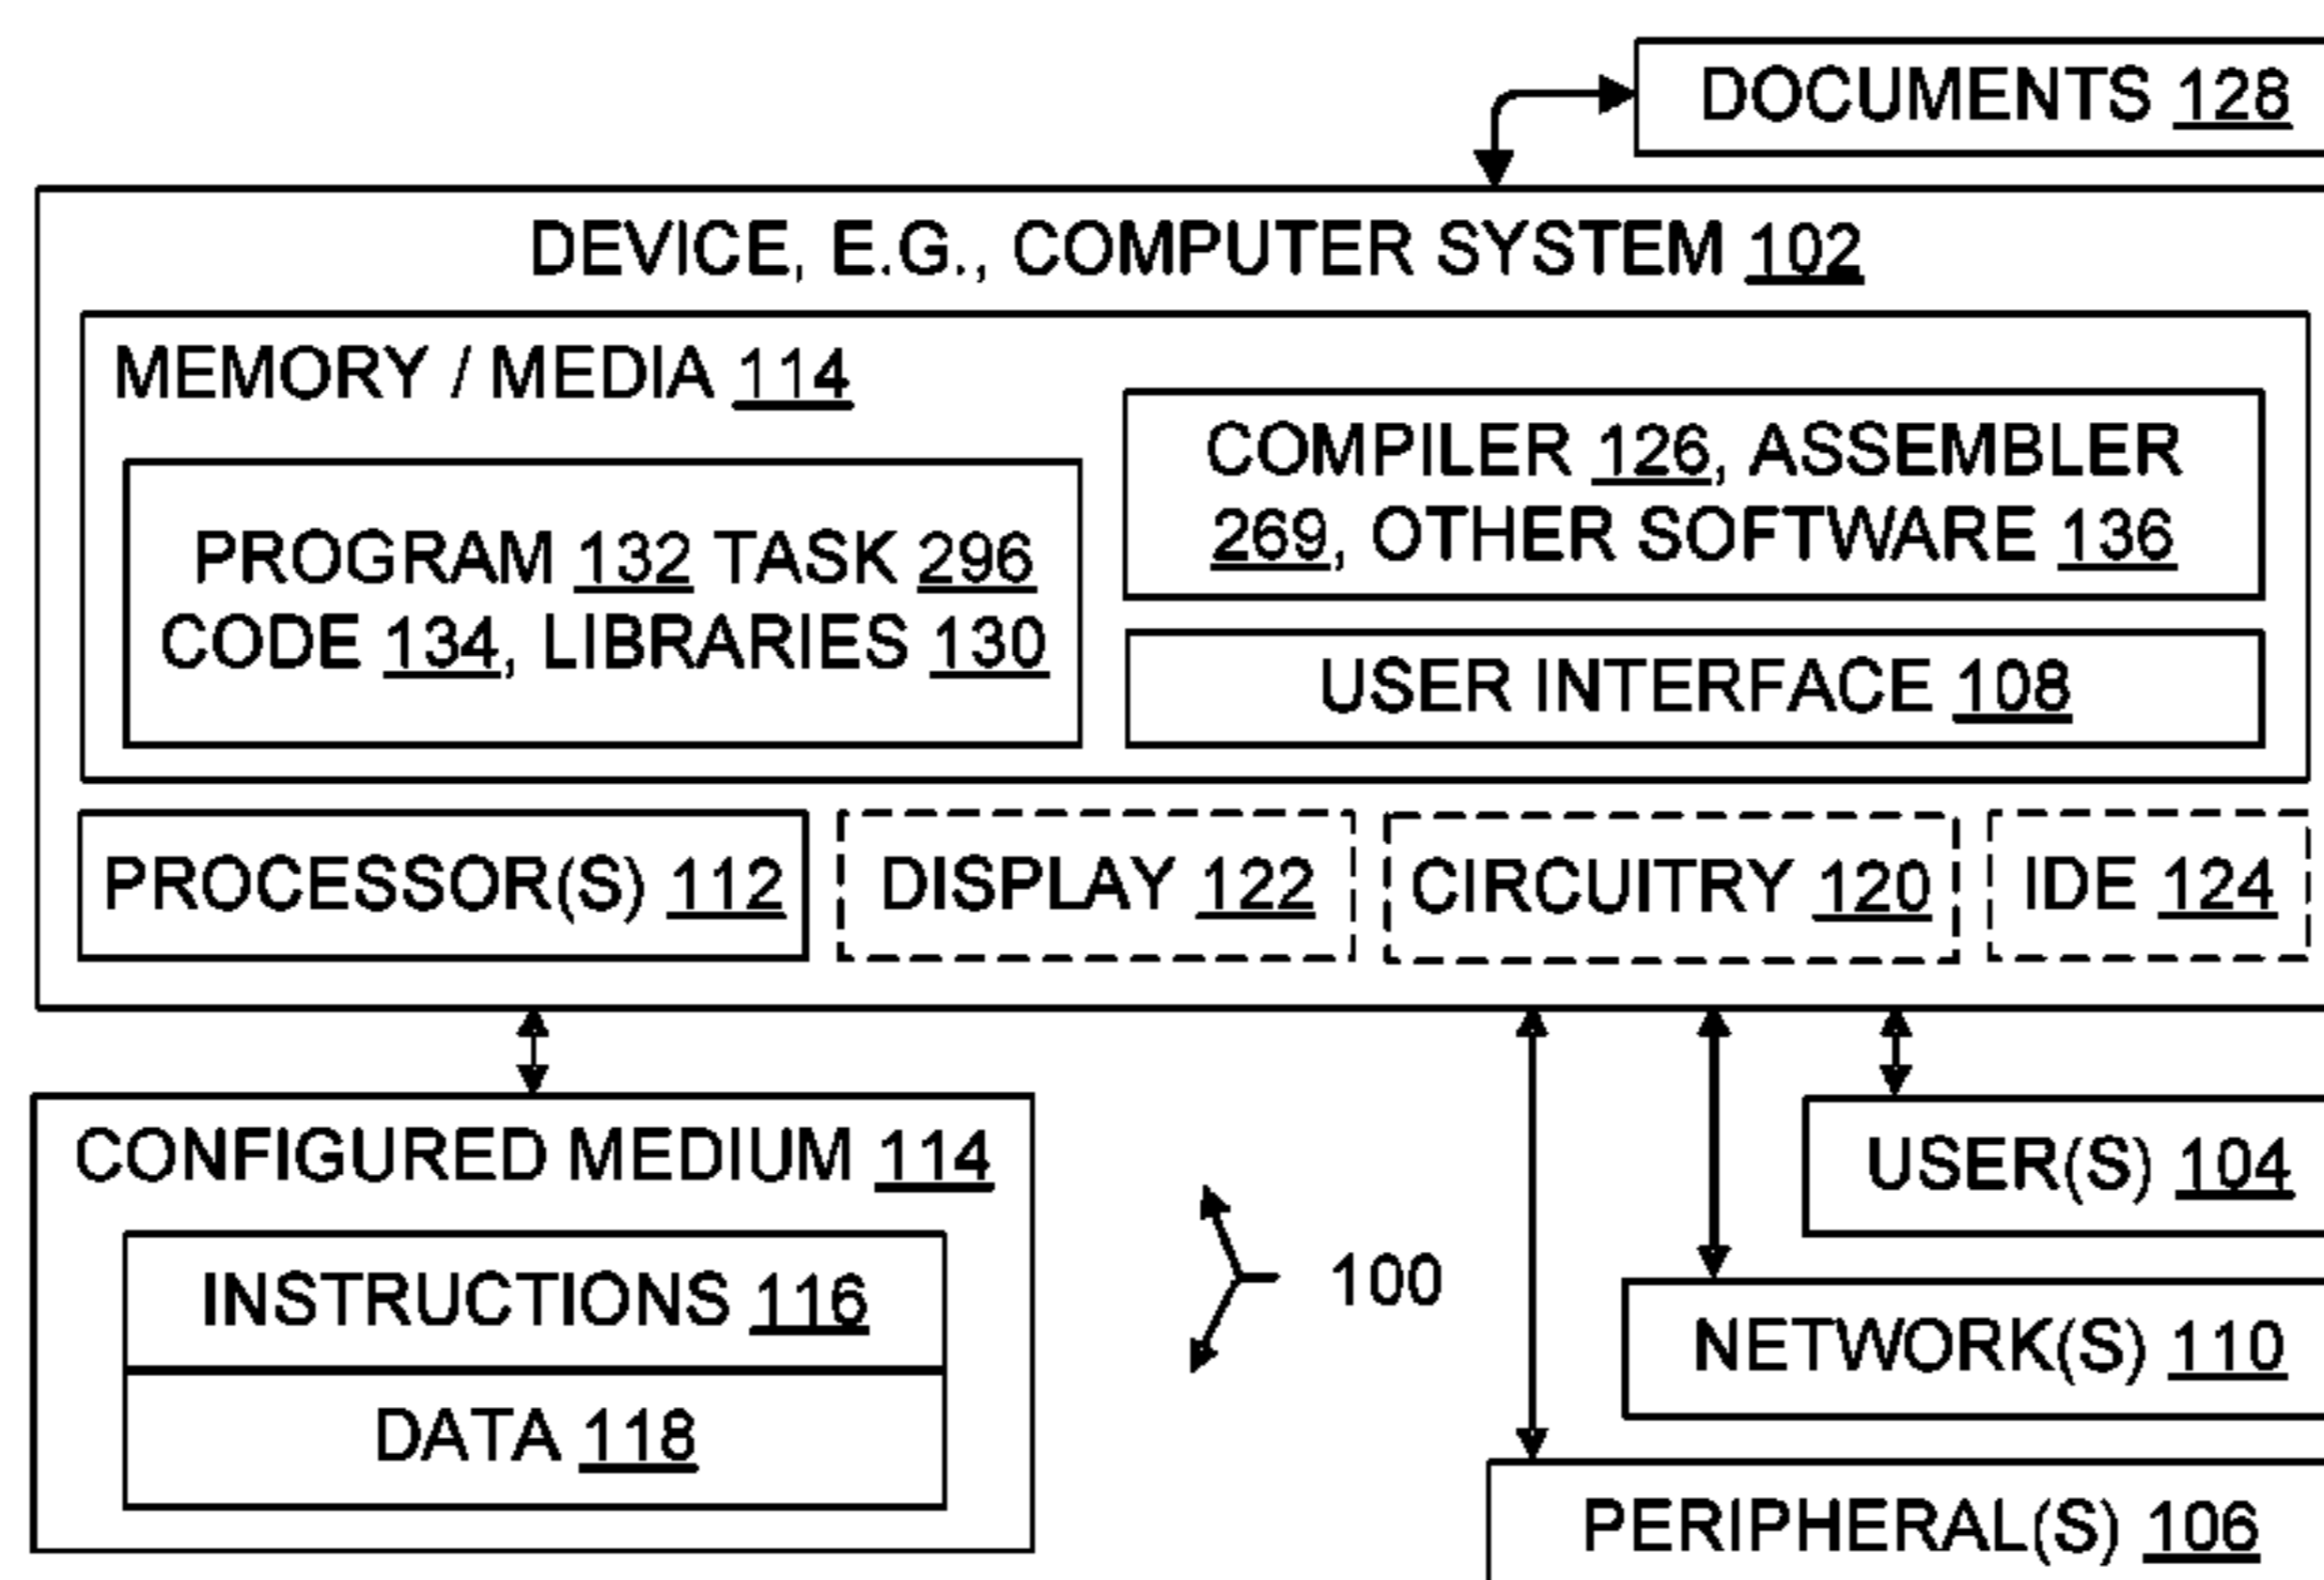 DOCUMENTS 128
DEVICE, E.G., COMPUTER SYSTEM 102
MEMORY / MEDIA 114
PROGRAM 132 TASK 296
CODE 134, LIBRARIES 130
COMPILER 126, ASSEMBLER
269, OTHER SOFTWARE 136
USER INTERFACE 108
PROCESSOR(S) 112
DISPLAY 122
CIRCUITRY 120
IDE 124
CONFIGURED MEDIUM 114
INSTRUCTIONS 116
DATA 118
100
USER(S) 104
NETWORK(S) 110
PERIPHERAL(S) 106